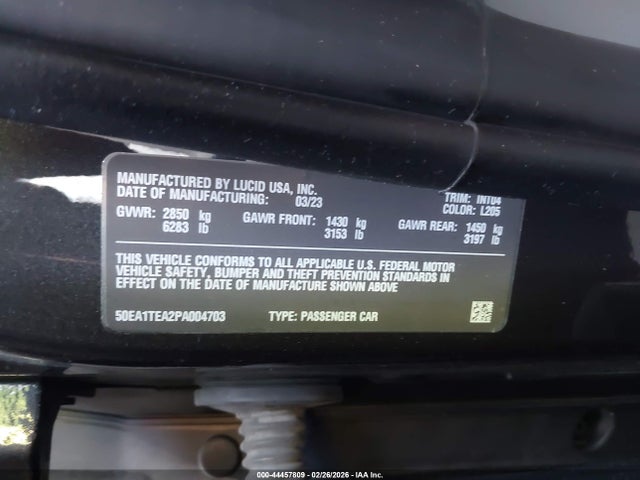 MANUFACTURED BY LUCID USA, INC.
DATE OF MANUFACTURING: 03/23
TRIM: INT04
COLOR: L205
GVWR: 2850 kg GAWR FRONT: 1430 kg GAWR REAR: 1450 kg
6283 lb 3153 lb 3197 lb
THIS VEHICLE CONFORMS TO ALL APPLICABLE U.S. FEDERAL MOTOR
VEHICLE SAFETY, BUMPER AND THEFT PREVENTION STANDARDS IN
EFFECT ON THE DATE OF MANUFACTURE SHOWN ABOVE
50EA1TEA2PA004703 TYPE: PASSENGER CAR
000-44457809 - 02/26/2026 - IAA Inc.